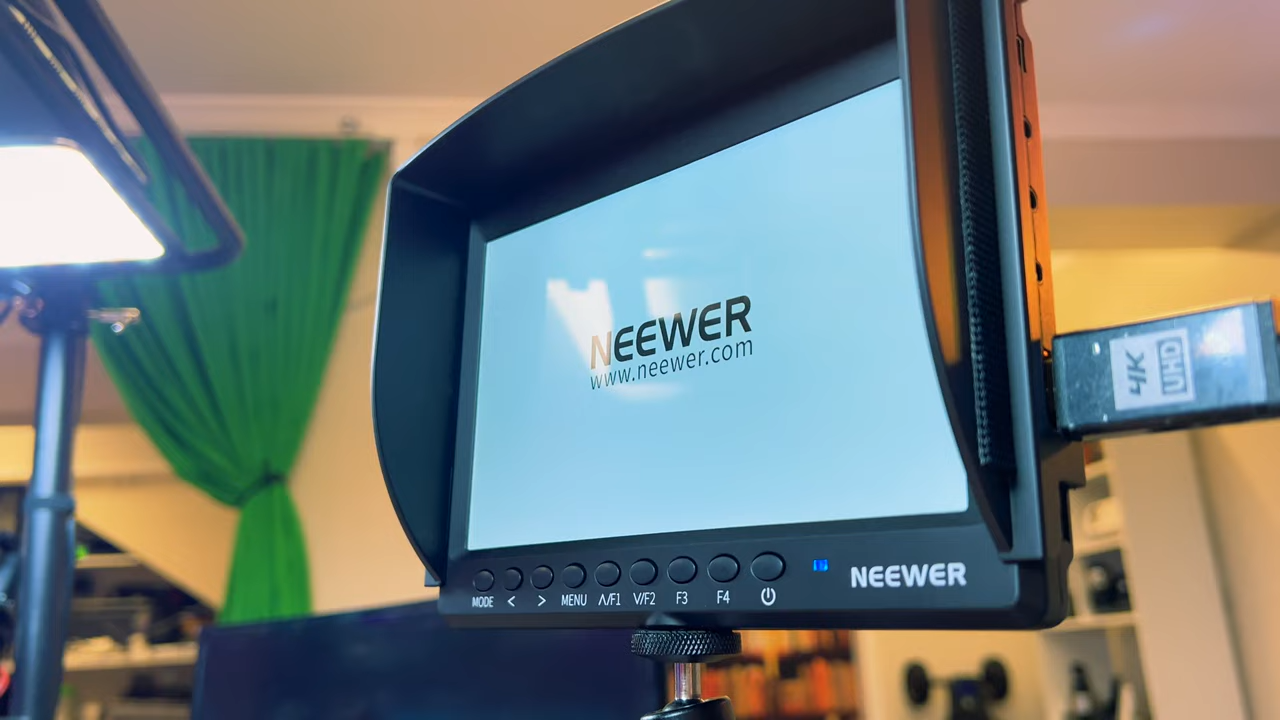 NEEWER
www.neewer.com
4K
UHD
MODE < > MENU Λ/F1 V/F2 F3 F4
NEEWER